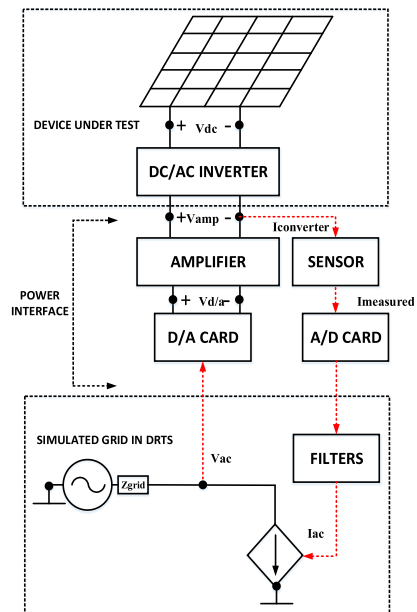 DEVICE UNDER TEST
+ Vdc -
DC/AC INVERTER
+ Vamp -
Iconverter
AMPLIFIER
SENSOR
POWER
INTERFACE
+ Vd/a -
Imeasured
D/A CARD
A/D CARD
SIMULATED GRID IN DRTS
Vac
FILTERS
Zgrid
Iac